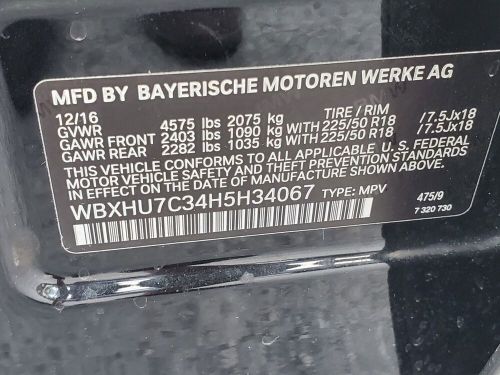 MFD BY BAYERISCHE MOTOREN WERKE AG
12/16 TIRE / RIM
GVWR 4575 lbs 2075 kg
GAWR FRONT 2403 lbs 1090 kg WITH 225/50 R18 /7.5Jx18
GAWR REAR 2282 lbs 1035 kg WITH 225/50 R18 /7.5Jx18
THIS VEHICLE CONFORMS TO ALL APPLICABLE U.S. FEDERAL
MOTOR VEHICLE SAFETY AND THEFT PREVENTION STANDARDS
IN EFFECT ON THE DATE OF MANUFACTURE SHOWN ABOVE.
WBXHU7C34H5H34067 TYPE: MPV 475/9
7 320 730